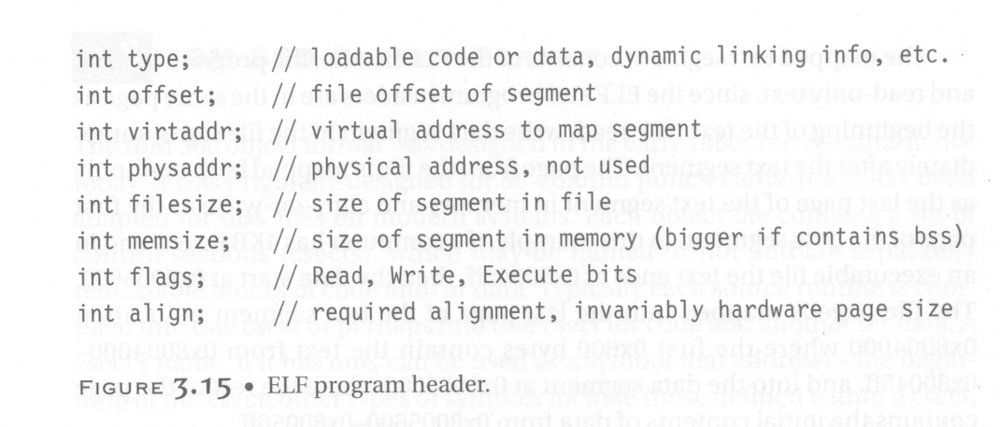 int type;      // loadable code or data, dynamic linking info, etc.
int offset;    // file offset of segment
int virtaddr;  // virtual address to map segment
int physaddr;  // physical address, not used
int filesize;  // size of segment in file
int memsize;   // size of segment in memory (bigger if contains bss)
int flags;     // Read, Write, Execute bits
int align;     // required alignment, invariably hardware page size
FIGURE 3.15 • ELF program header.